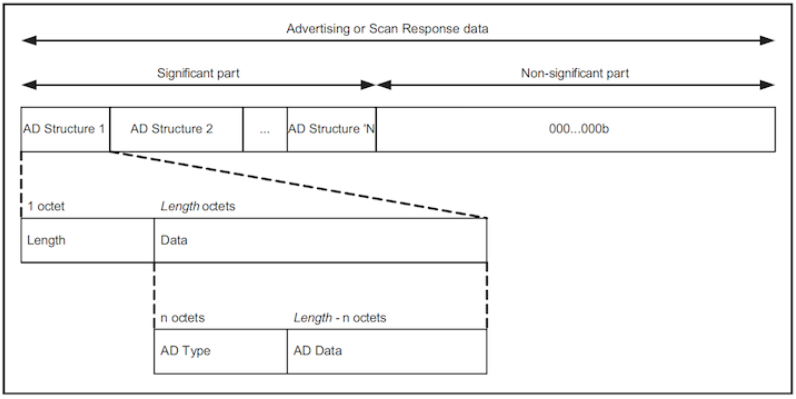 Advertising or Scan Response data
Significant part Non-significant part
AD Structure 1 AD Structure 2 ... AD Structure 'N 000...000b
1 octet Length octets
Length Data
n octets Length - n octets
AD Type AD Data